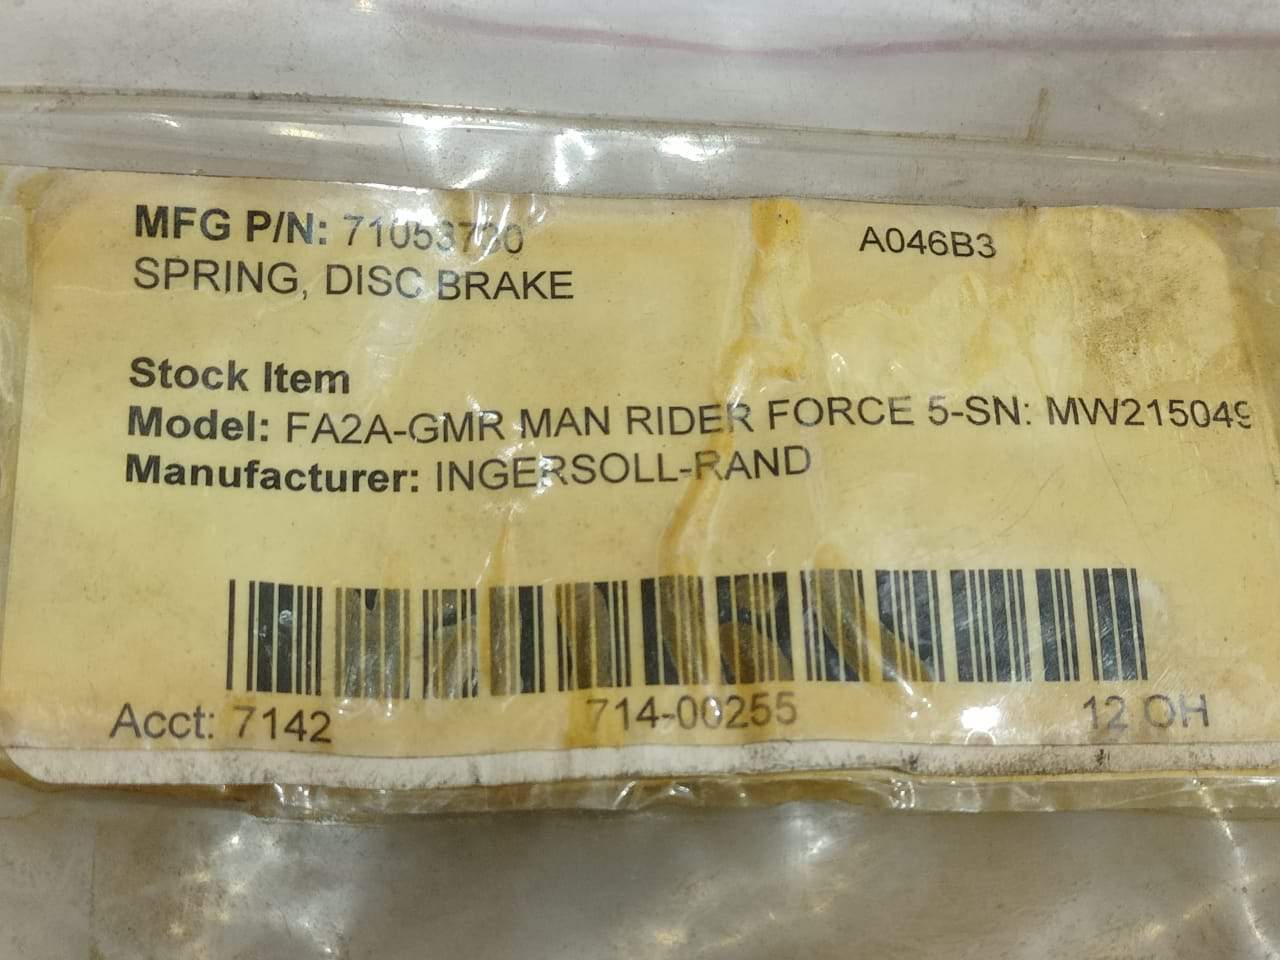 MFG P/N: 71053730
A046B3
SPRING, DISC BRAKE
Stock Item
Model: FA2A-GMR MAN RIDER FORCE 5-SN: MW215049
Manufacturer: INGERSOLL-RAND
Acct: 7142
714-00255
12 OH